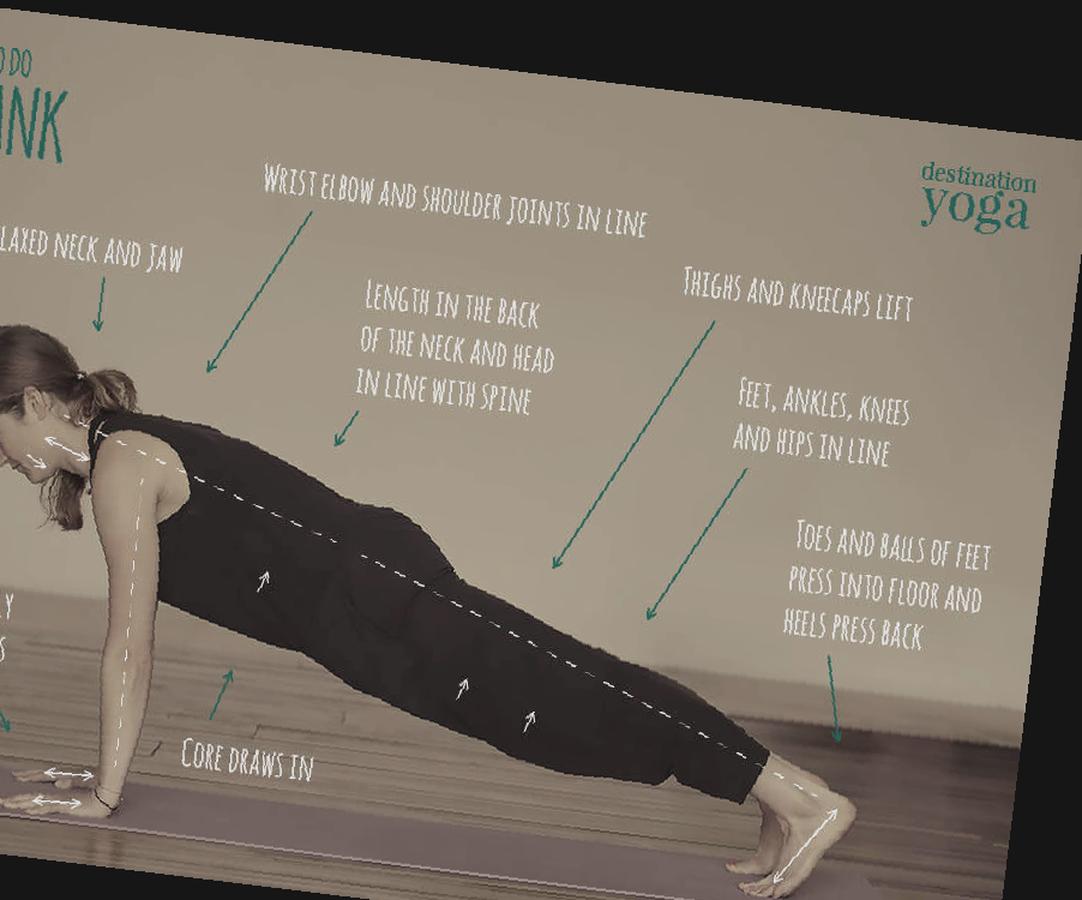 DO
destination
yoga
WRIST ELBOW AND SHOULDER JOINTS IN LINE
NECK AND JAW
THIGHS AND KNEECAPS LIFT
LENGTH IN THE BACK
OF THE NECK AND HEAD
IN LINE WITH SPINE
FEET, ANKLES, KNEES
AND HIPS IN LINE
TOES AND BALLS OF FEET
PRESS INTO FLOOR AND
HEELS PRESS BACK
CORE DRAWS IN